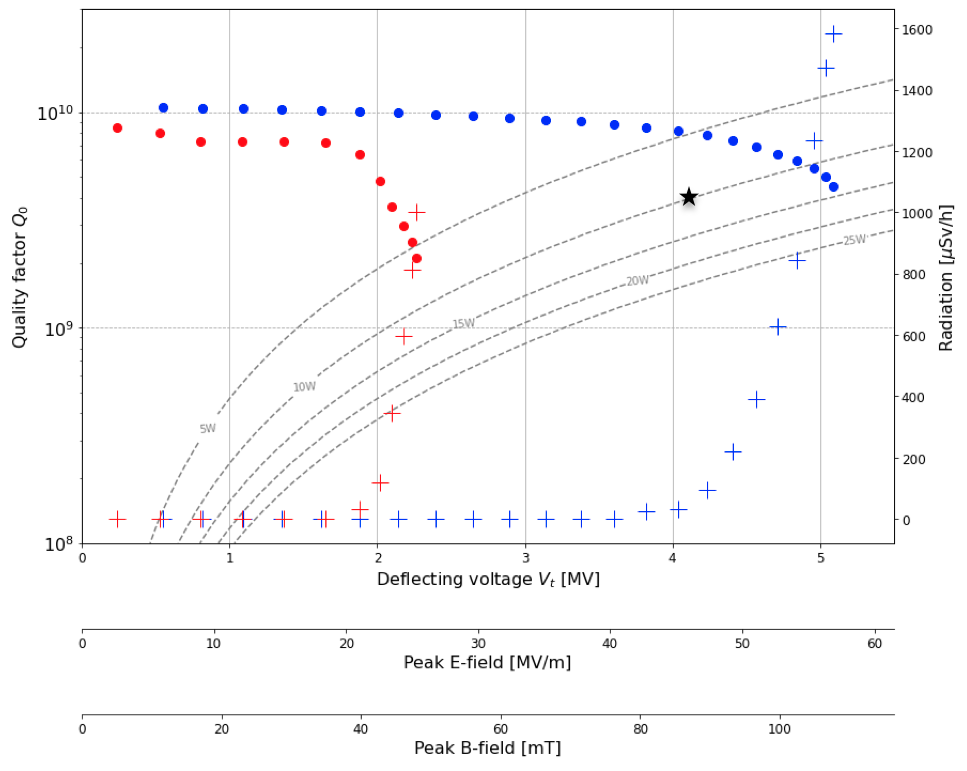 10¹⁰
10⁹
10⁸
Quality factor Q₀
5W
10W
15W
20W
25W
1600
1400
1200
1000
800
600
400
200
0
Radiation [μSv/h]
0 1 2 3 4 5
Deflecting voltage Vₜ [MV]
0 10 20 30 40 50 60
Peak E-field [MV/m]
0 20 40 60 80 100
Peak B-field [mT]